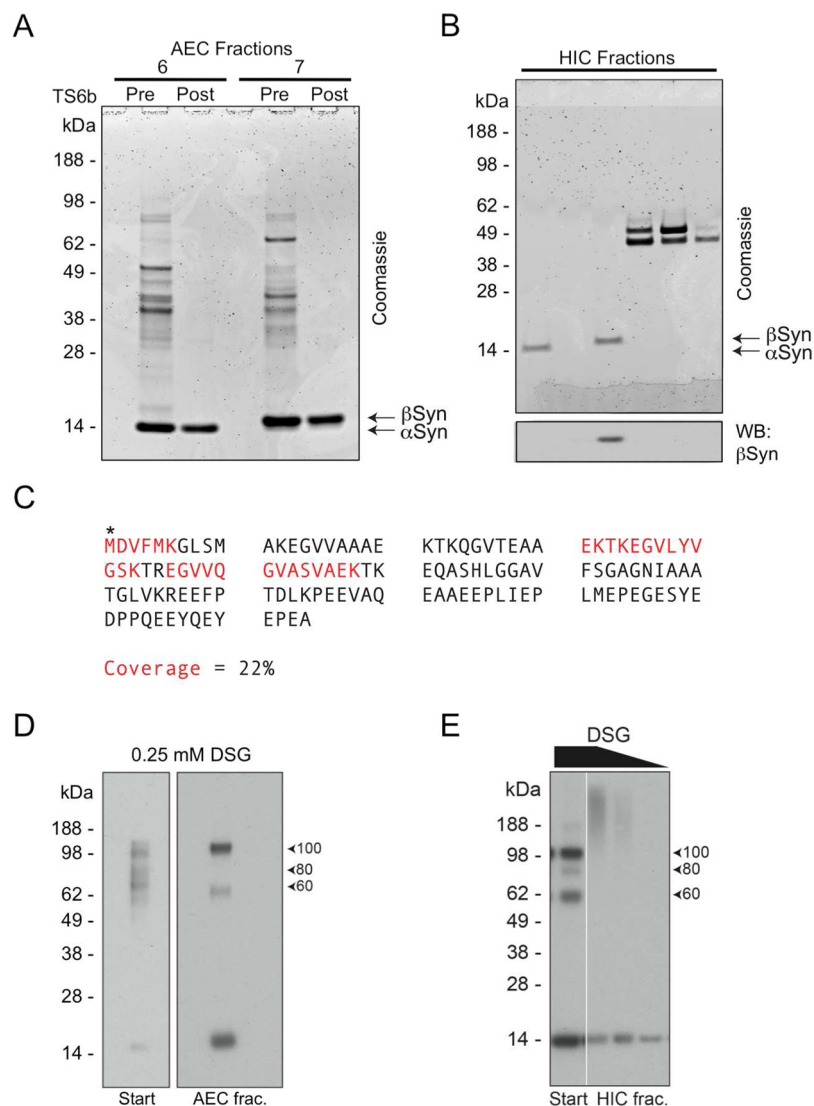 A
AEC Fractions
6 7
TS6b Pre Post Pre Post
kDa
188 -
98 -
62 -
49 -
38 -
28 -
14 -
Coomassie
βSyn
αSyn
B
HIC Fractions
kDa
188 -
98 -
62 -
49 -
38 -
28 -
14 -
Coomassie
βSyn
αSyn
WB:
βSyn
C
*
MDVFMKGLSM AKEGVVAAAE KTKQGVTEAA EKTKEGVLYV
GSKTREGVVQ GVASVAEKTK EQASHLGGAV FSGAGNIAAA
TGLVKREEFP TDLKPEEVAQ EAAEEPLIEP LMEPEGESYE
DPPQEEYQEY EPEA
Coverage = 22%
D
0.25 mM DSG
kDa
188 -
98 -
62 -
49 -
38 -
28 -
14 -
100
80
60
Start AEC frac.
E
DSG
kDa
188 -
98 -
62 -
49 -
38 -
28 -
14 -
100
80
60
Start HIC frac.